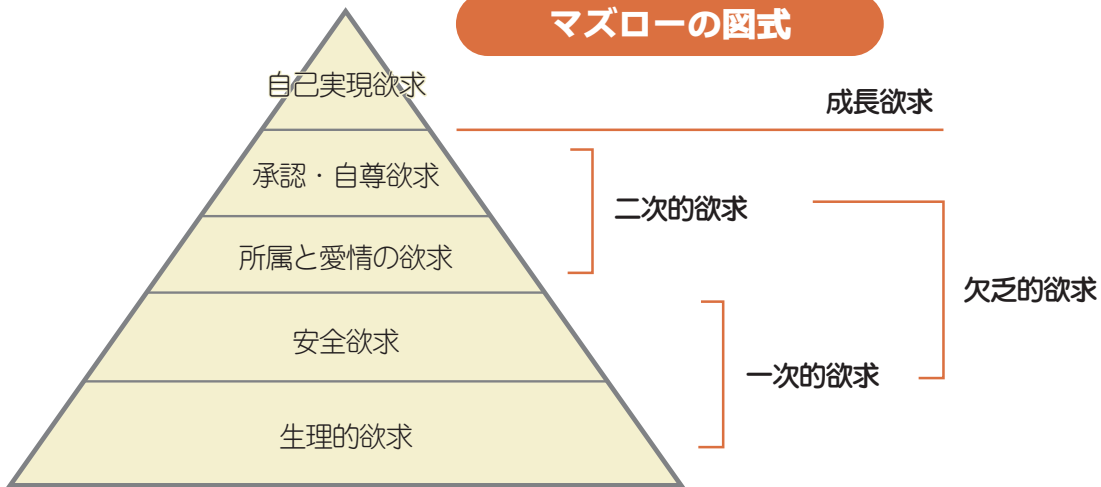 マズローの図式
自己実現欲求
成長欲求
承認・自尊欲求
二次的欲求
所属と愛情の欲求
欠乏的欲求
安全欲求
一次的欲求
生理的欲求